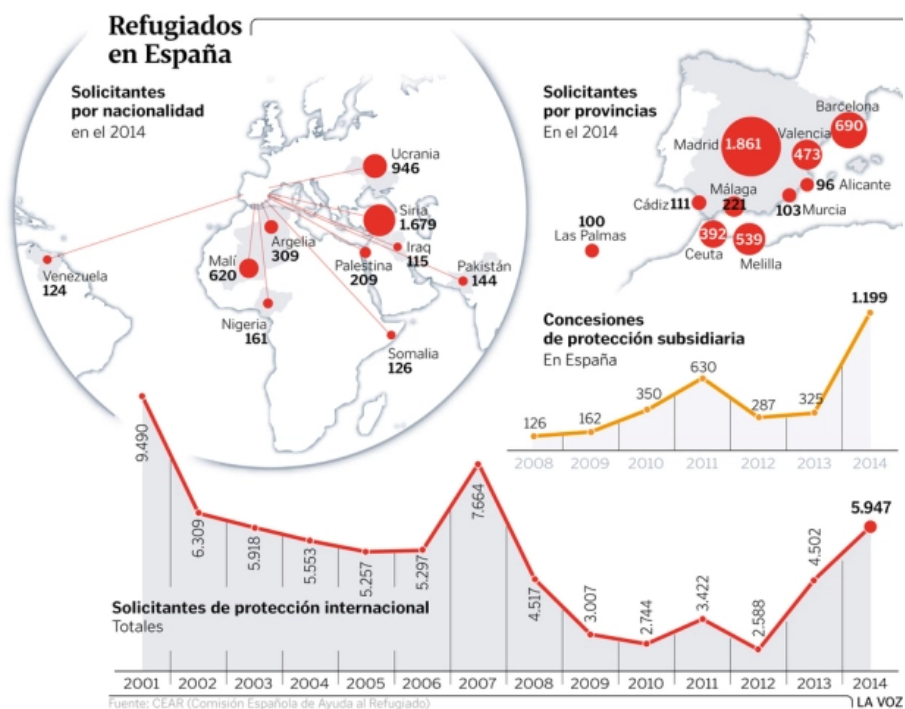 Refugiados
en España
Solicitantes
por nacionalidad
en el 2014
Ucrania
946
Siria
1.679
Argelia
309
Iraq
115
Malí
620
Palestina
209
Pakistán
144
Venezuela
124
Nigeria
161
Somalia
126
Solicitantes
por provincias
En el 2014
Barcelona
690
Madrid 1.861
Valencia
473
96 Alicante
Málaga
221
Cádiz 111
103 Murcia
100
Las Palmas
392
Ceuta
539
Melilla
Concesiones
de protección subsidiaria
En España
126
162
350
630
287
325
1.199
2008 2009 2010 2011 2012 2013 2014
9.490
6.309
5.918
5.553
5.257
5.297
7.664
4.517
3.007
2.744
3.422
2.588
4.502
5.947
Solicitantes de protección internacional
Totales
2001 2002 2003 2004 2005 2006 2007 2008 2009 2010 2011 2012 2013 2014
Fuente: CEAR (Comisión Española de Ayuda al Refugiado)
LA VOZ